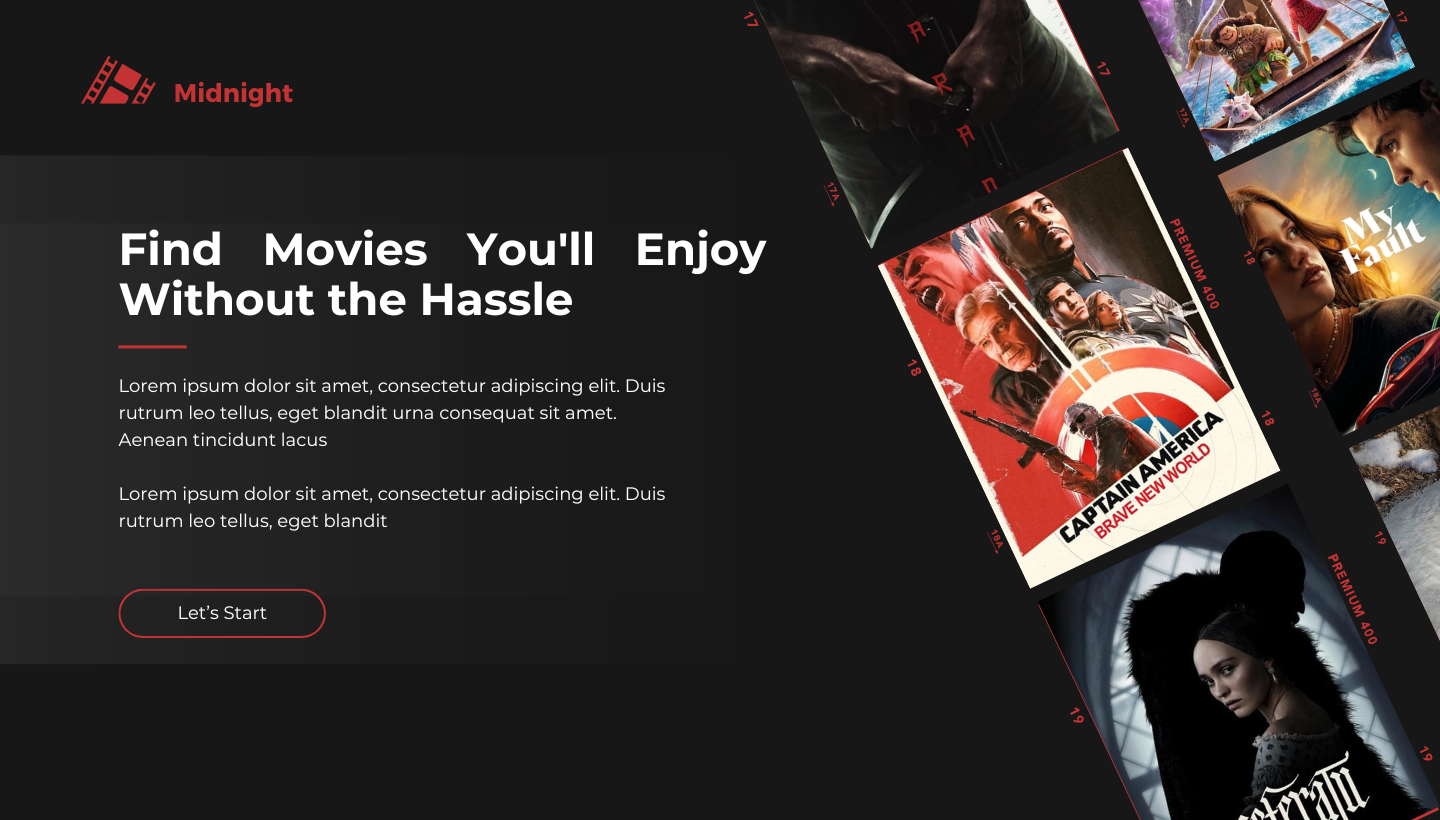 Midnight
Find Movies You'll Enjoy
Without the Hassle
Lorem ipsum dolor sit amet, consectetur adipiscing elit. Duis
rutrum leo tellus, eget blandit urna consequat sit amet.
Aenean tincidunt lacus
Lorem ipsum dolor sit amet, consectetur adipiscing elit. Duis
rutrum leo tellus, eget blandit
Let's Start
17
17
17A
PREMIUM 400
18
18
18A
CAPTAIN AMERICA
BRAVE NEW WORLD
PREMIUM 400
19
19
17
17A
My
Fault
18
18A
19